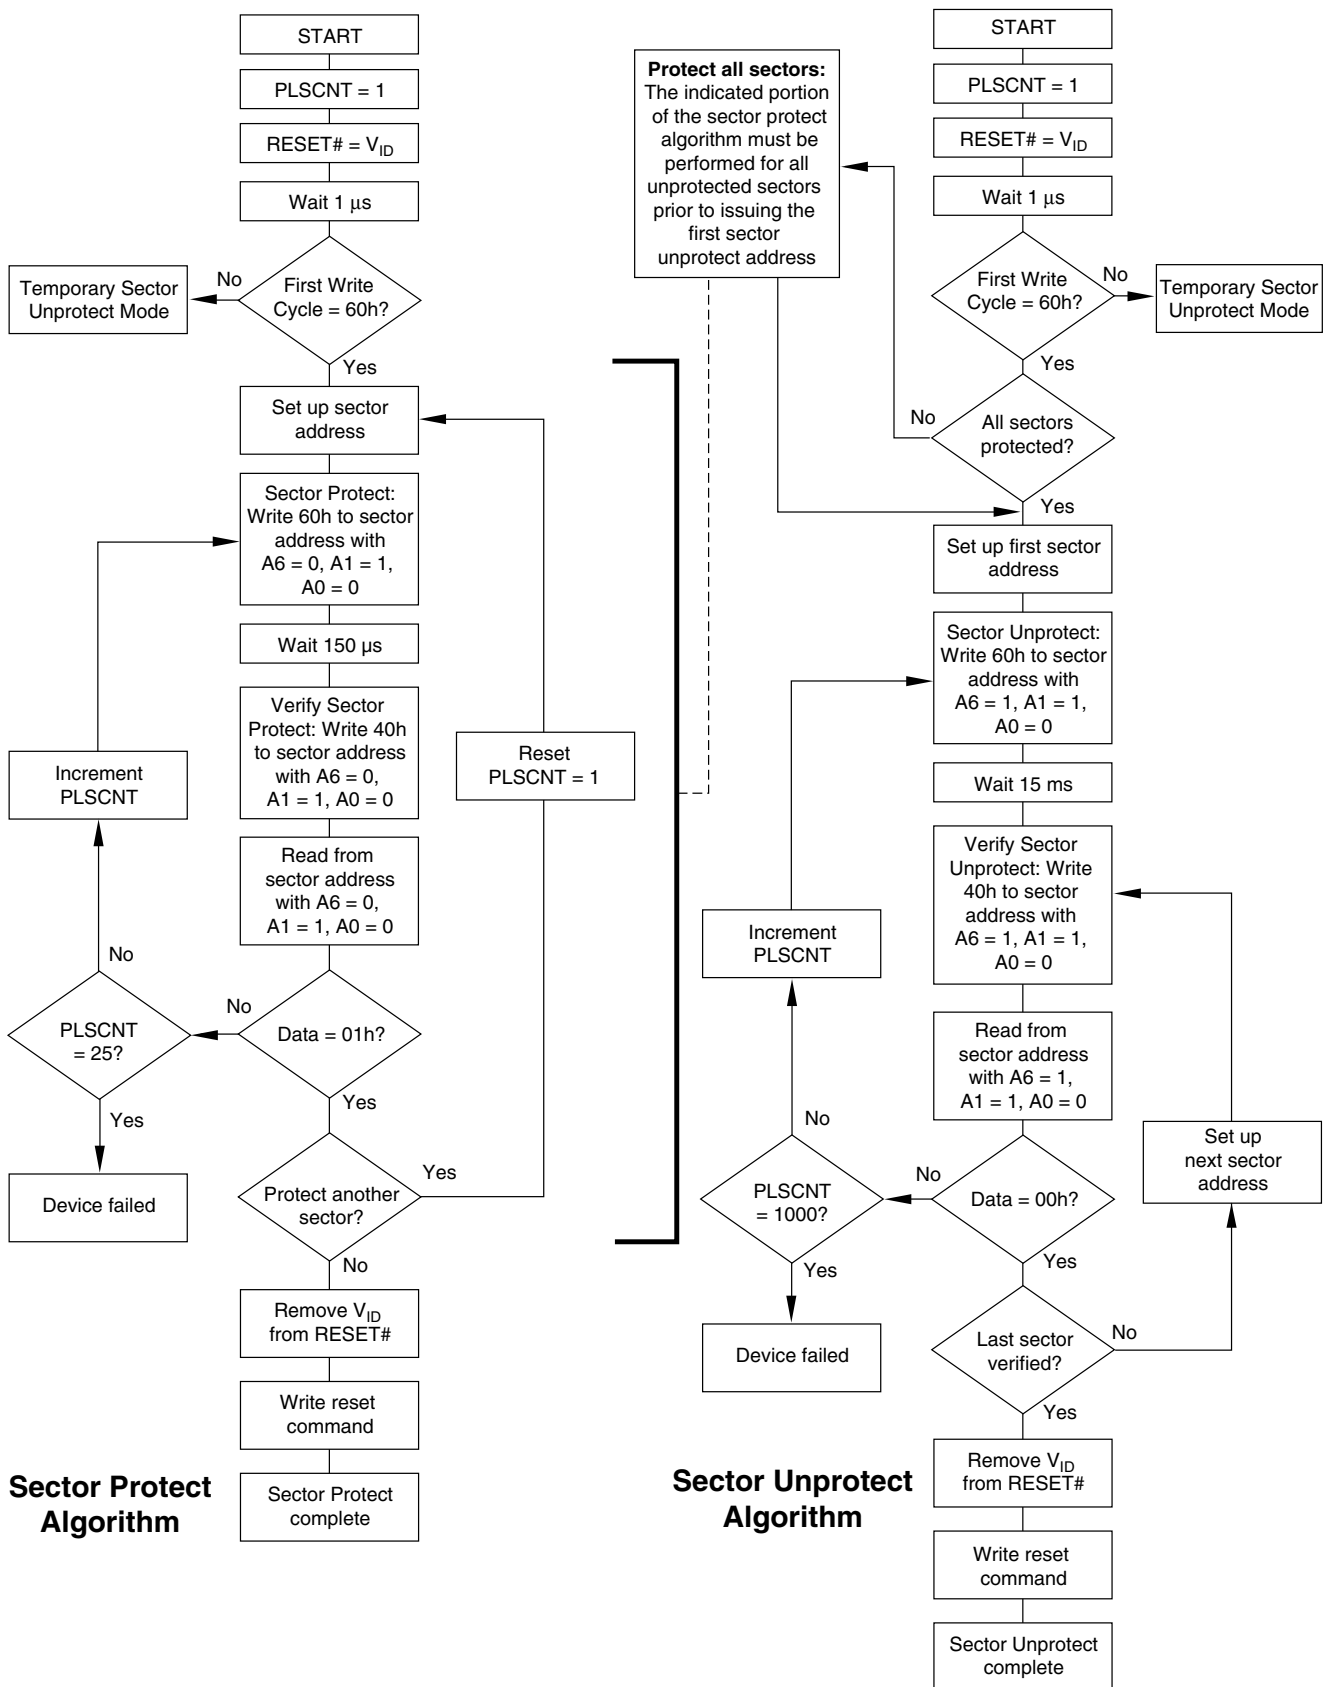 START
PLSCNT = 1
RESET# = VID
Wait 1 μs
First Write
Cycle = 60h?
No
Temporary Sector
Unprotect Mode
Yes
Set up sector
address
Sector Protect:
Write 60h to sector
address with
A6 = 0, A1 = 1,
A0 = 0
Wait 150 µs
Verify Sector
Protect: Write 40h
to sector address
with A6 = 0,
A1 = 1, A0 = 0
Increment
PLSCNT
Reset
PLSCNT = 1
Read from
sector address
with A6 = 0,
A1 = 1, A0 = 0
No
No
PLSCNT
= 25?
Data = 01h?
Yes
Yes
Device failed
Protect another
sector?
Yes
No
Remove VID
from RESET#
Write reset
command
Sector Protect
complete
Sector Protect
Algorithm
Protect all sectors:
The indicated portion
of the sector protect
algorithm must be
performed for all
unprotected sectors
prior to issuing the
first sector
unprotect address
START
PLSCNT = 1
RESET# = VID
Wait 1 μs
First Write
Cycle = 60h?
No
Temporary Sector
Unprotect Mode
Yes
No
All sectors
protected?
Yes
Set up first sector
address
Sector Unprotect:
Write 60h to sector
address with
A6 = 1, A1 = 1,
A0 = 0
Wait 15 ms
Verify Sector
Unprotect: Write
40h to sector
address with
A6 = 1, A1 = 1,
A0 = 0
Increment
PLSCNT
Read from
sector address
with A6 = 1,
A1 = 1, A0 = 0
No
Set up
next sector
address
No
PLSCNT
= 1000?
Data = 00h?
Yes
Yes
Device failed
Last sector
verified?
No
Yes
Remove VID
from RESET#
Sector Unprotect
Algorithm
Write reset
command
Sector Unprotect
complete